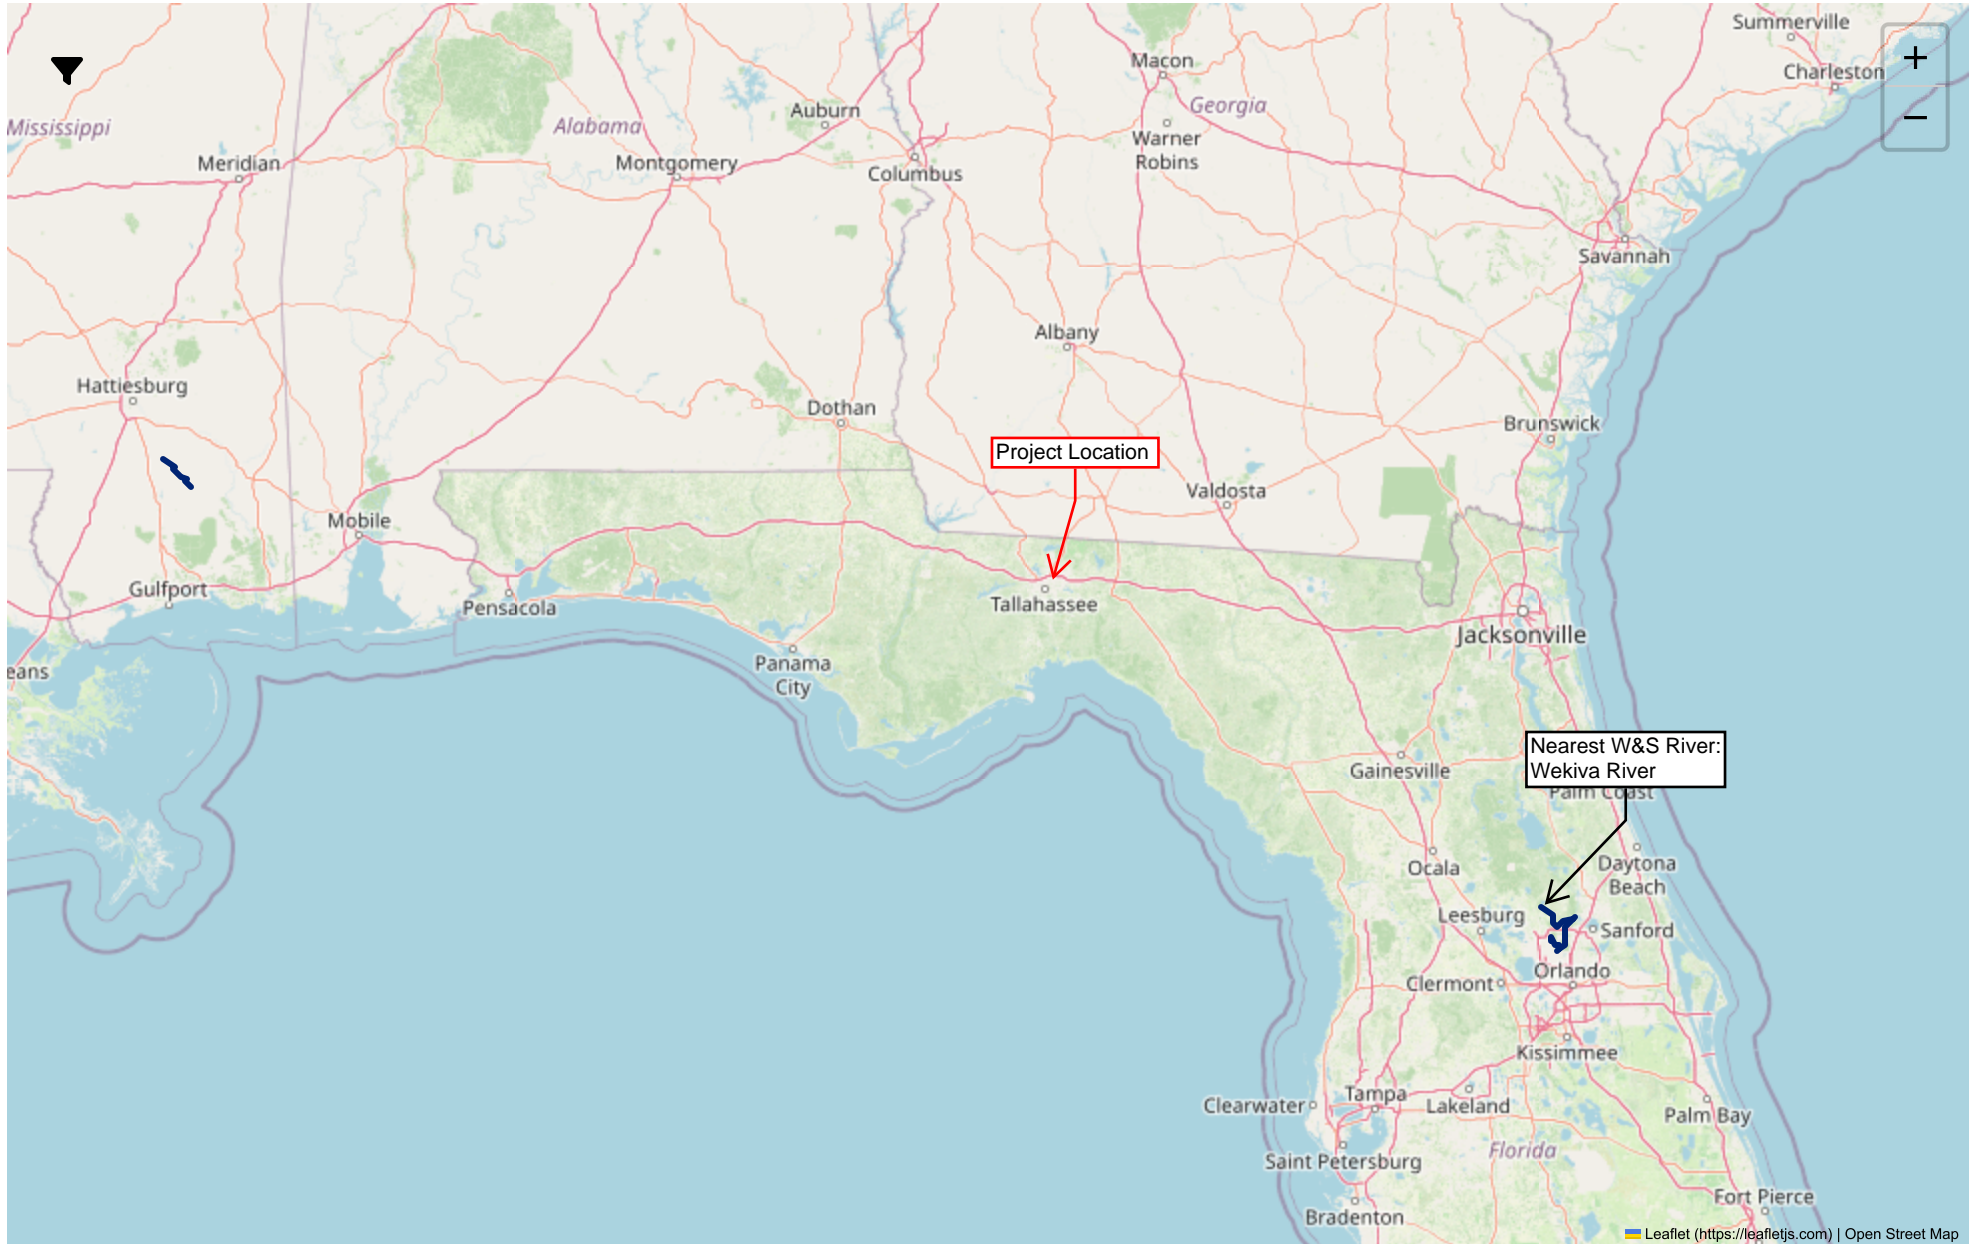 Summerville
Macon
Charleston
+
Georgia
Auburn
Mississippi
Alabama
Warner
Robins
−
Meridian
Montgomery
Columbus
Savannah
Albany
Hattiesburg
Dothan
Brunswick
Project Location
Valdosta
Mobile
Gulfport
Pensacola
Tallahassee
Jacksonville
eans
Panama
City
Nearest W&S River:
Wekiva River
Gainesville
Palm Coast
Ocala
Daytona
Beach
Leesburg
Sanford
Orlando
Clermont
Kissimmee
Tampa
Clearwater
Lakeland
Palm Bay
Florida
Saint Petersburg
Fort Pierce
Bradenton
Leaflet (https://leafletjs.com) | Open Street Map